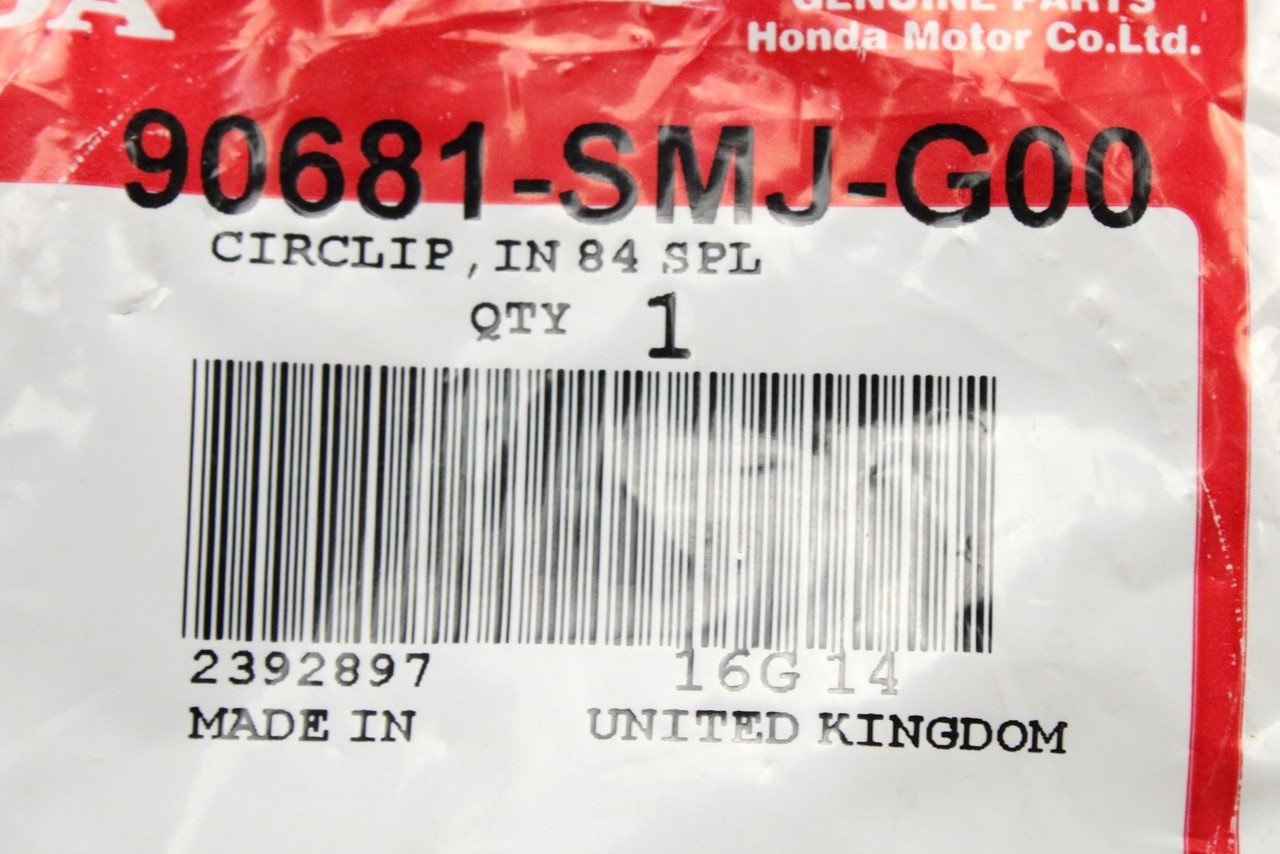 DA
GENUINE PARTS
Honda Motor Co.Ltd.
90681-SMJ-G00
CIRCLIP, IN 84 SPL
QTY 1
2392897 16G 14
MADE IN UNITED KINGDOM